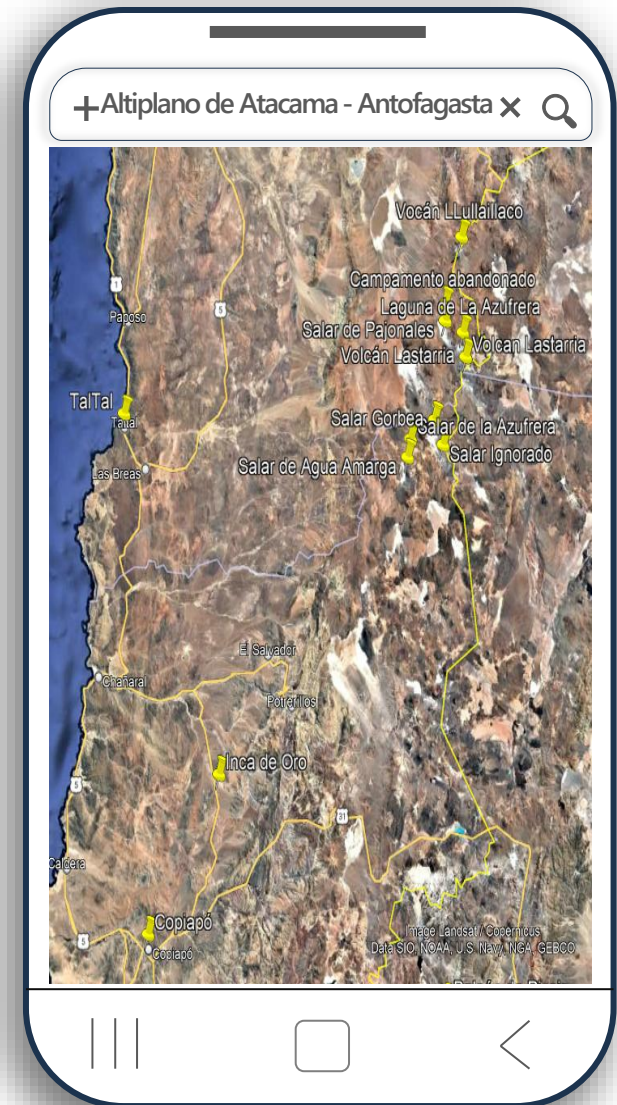 +Altiplano de Atacama - Antofagasta ×
Vocán LLullaillaco
Campamento abandonado
Laguna de La Azufrera
Salar de Pajonales
Volcan Lastarria
Volcán Lastarria
1
5
Paposo
TalTal
Taltal
Salar Gorbea
Salar de la Azufrera
Salar Ignorado
Salar de Agua Amarga
Las Breas
El Salvador
Chañaral
Potrerillos
Inca de Oro
5
31
Caldera
Copiapó
5
Copiapó
Image Landsat / Copernicus
Data SIO, NOAA, U.S. Navy, NGA, GEBCO